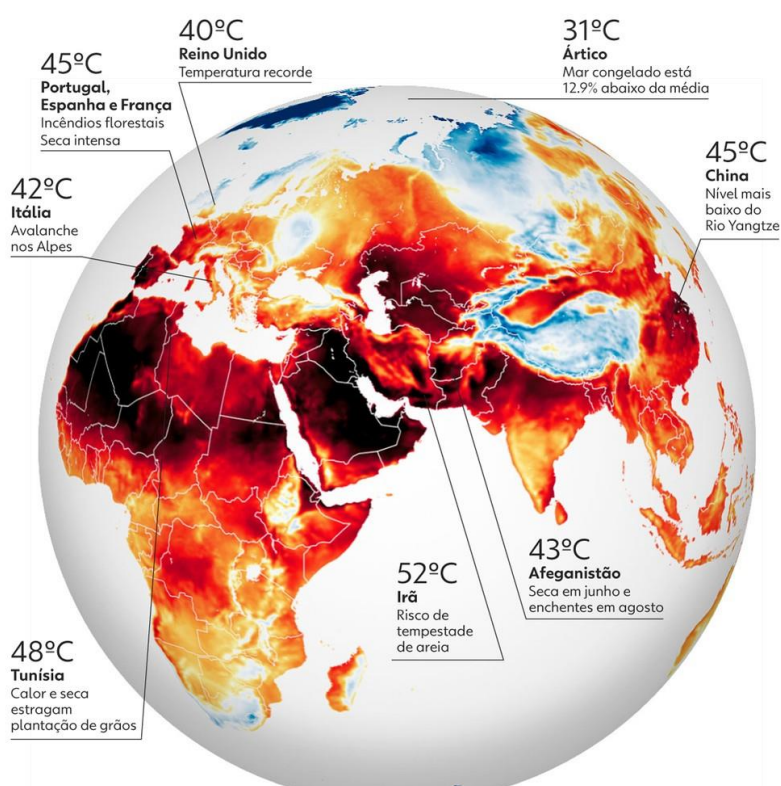 40ºC
Reino Unido
Temperatura recorde
31ºC
Ártico
Mar congelado está
12.9% abaixo da média
45ºC
Portugal,
Espanha e França
Incêndios florestais
Seca intensa
45ºC
China
Nível mais
baixo do
Rio Yangtze
42ºC
Itália
Avalanche
nos Alpes
43ºC
Afeganistão
Seca em junho e
enchentes em agosto
52ºC
Irã
Risco de
tempestade
de areia
48ºC
Tunísia
Calor e seca
estragam
plantação de grãos